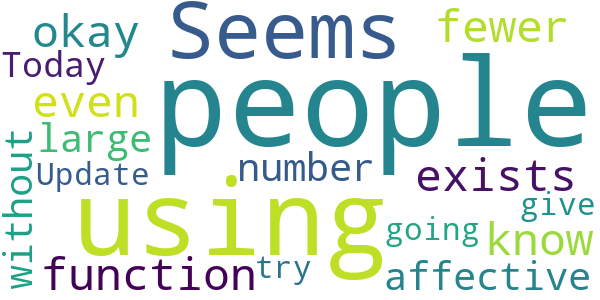 okay Seems fewer
Today people
even
large
Update number exists
without using give
going know
function try affective